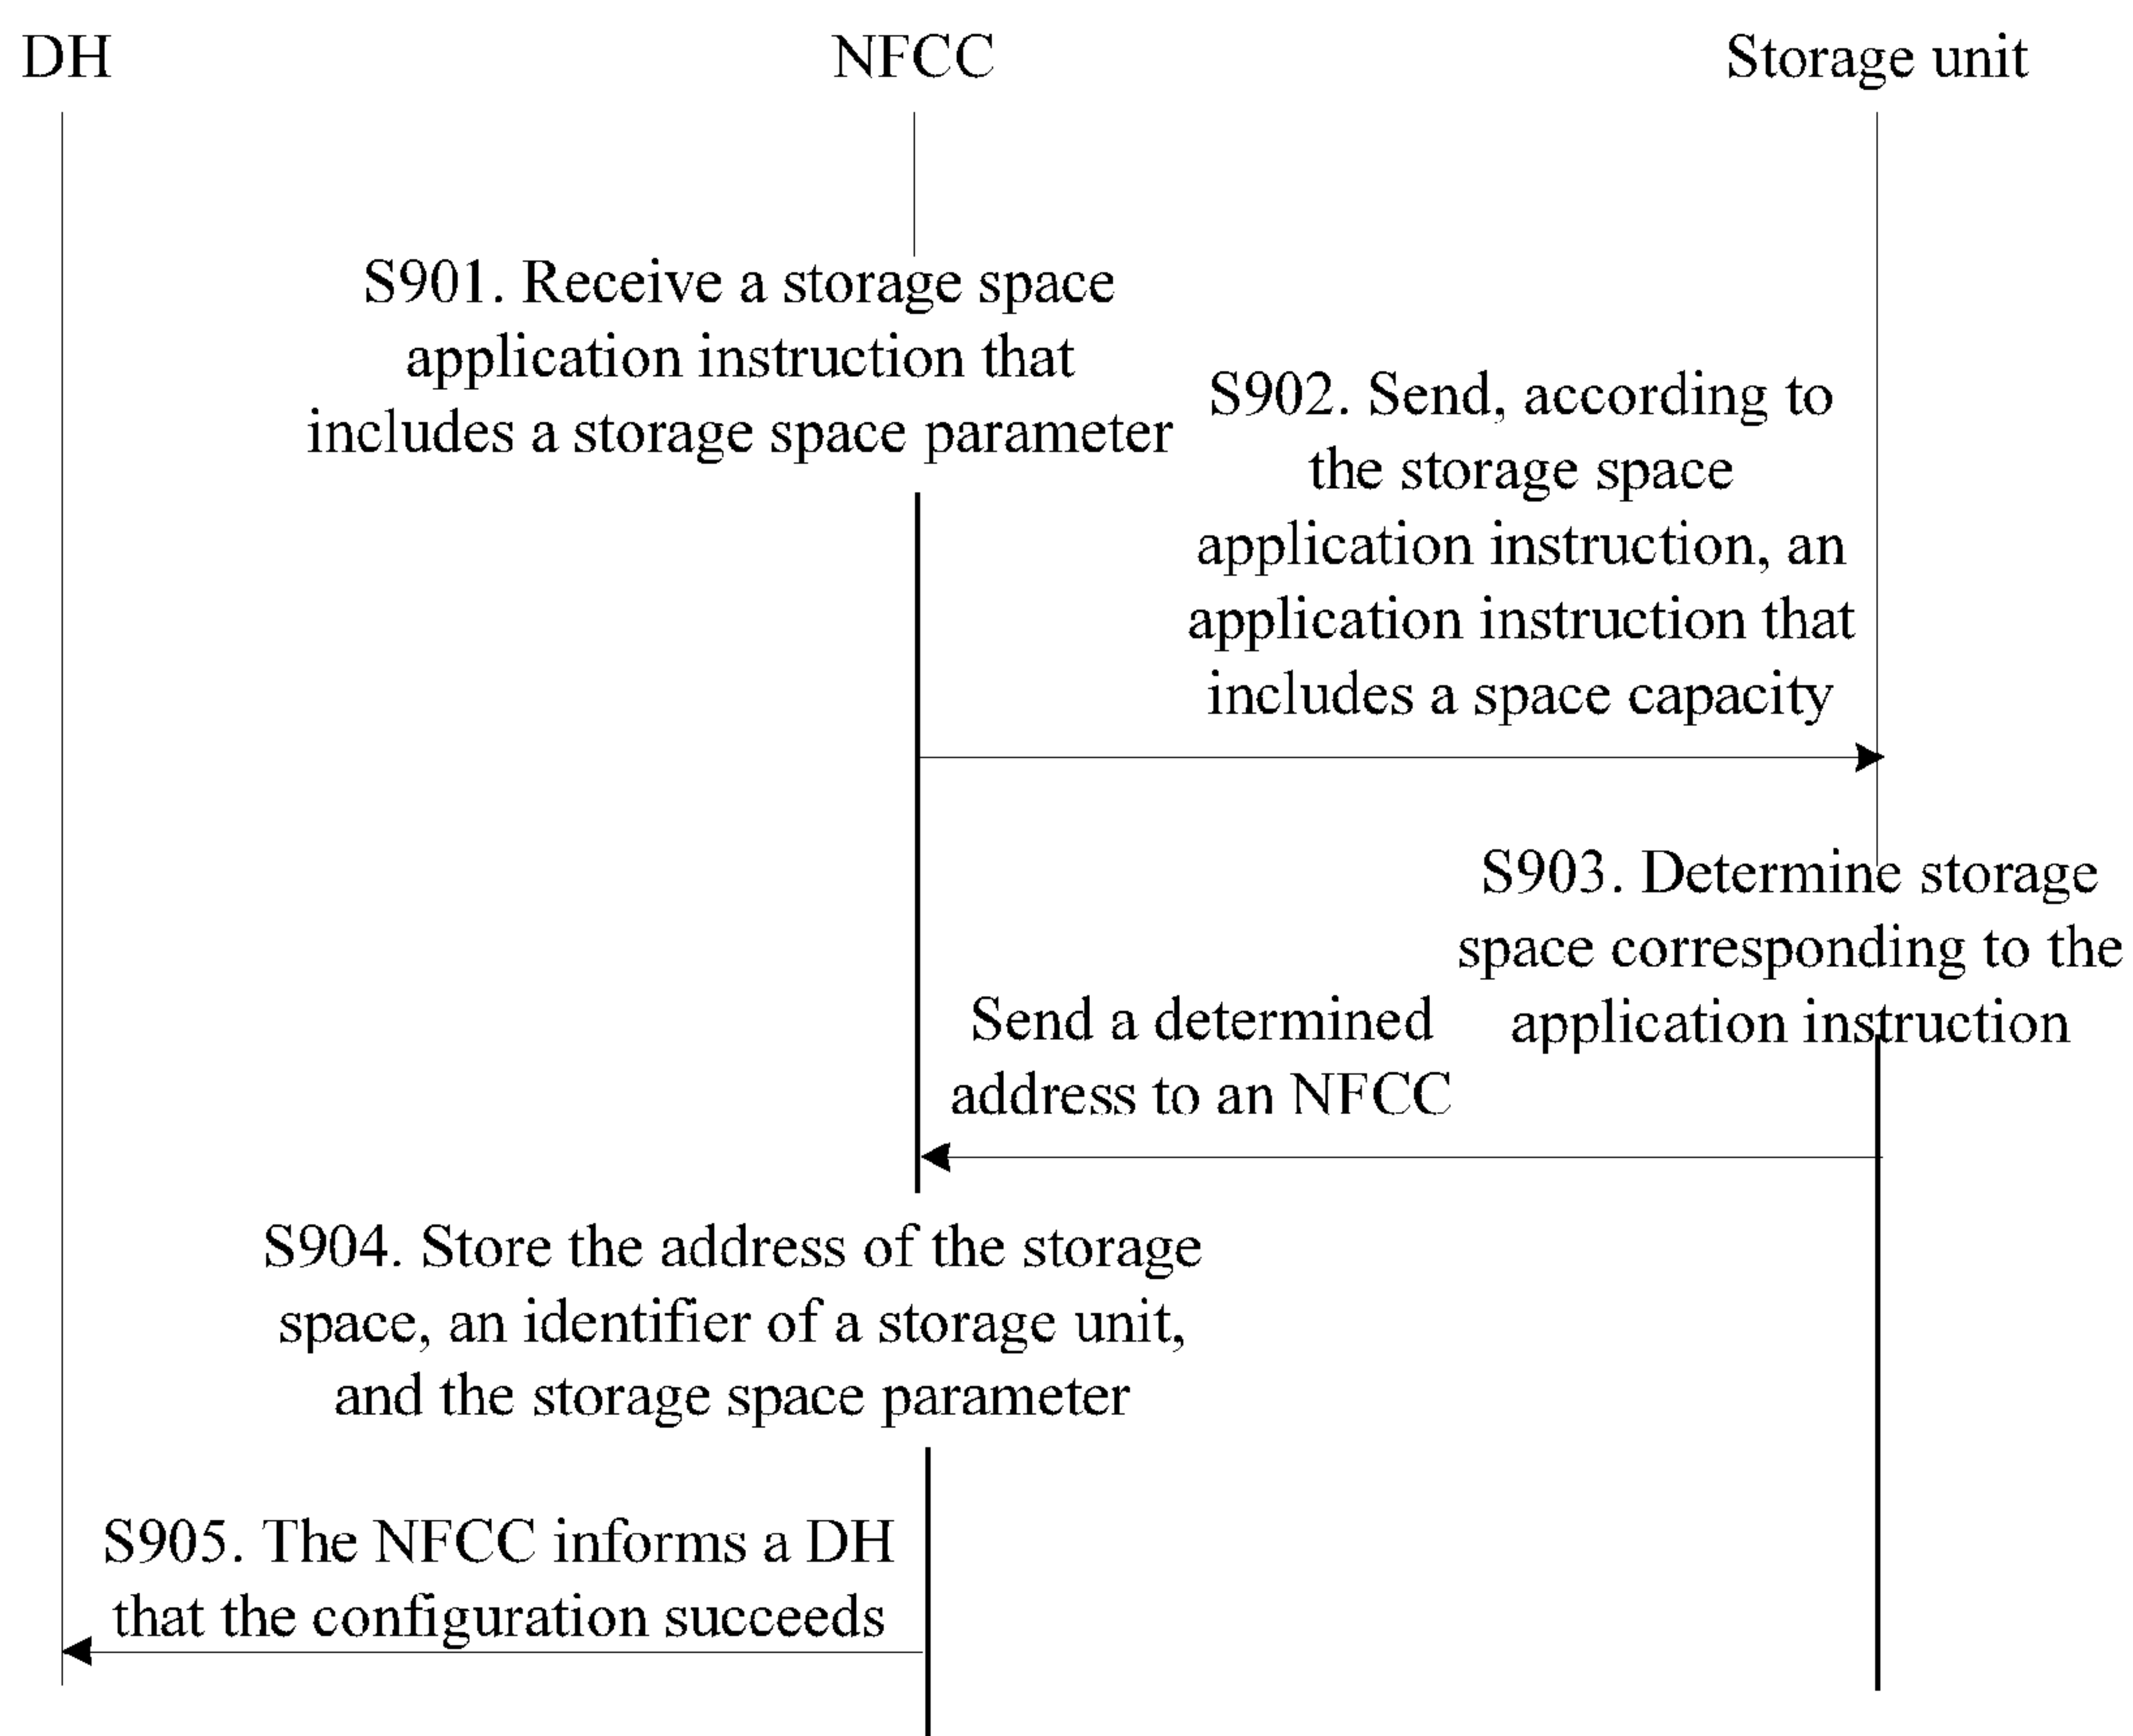 DH
NFCC
Storage unit
S901. Receive a storage space
application instruction that
includes a storage space parameter
S902. Send, according to
the storage space
application instruction, an
application instruction that
includes a space capacity
S903. Determine storage
space corresponding to the
application instruction
Send a determined
address to an NFCC
S904. Store the address of the storage
space, an identifier of a storage unit,
and the storage space parameter
S905. The NFCC informs a DH
that the configuration succeeds